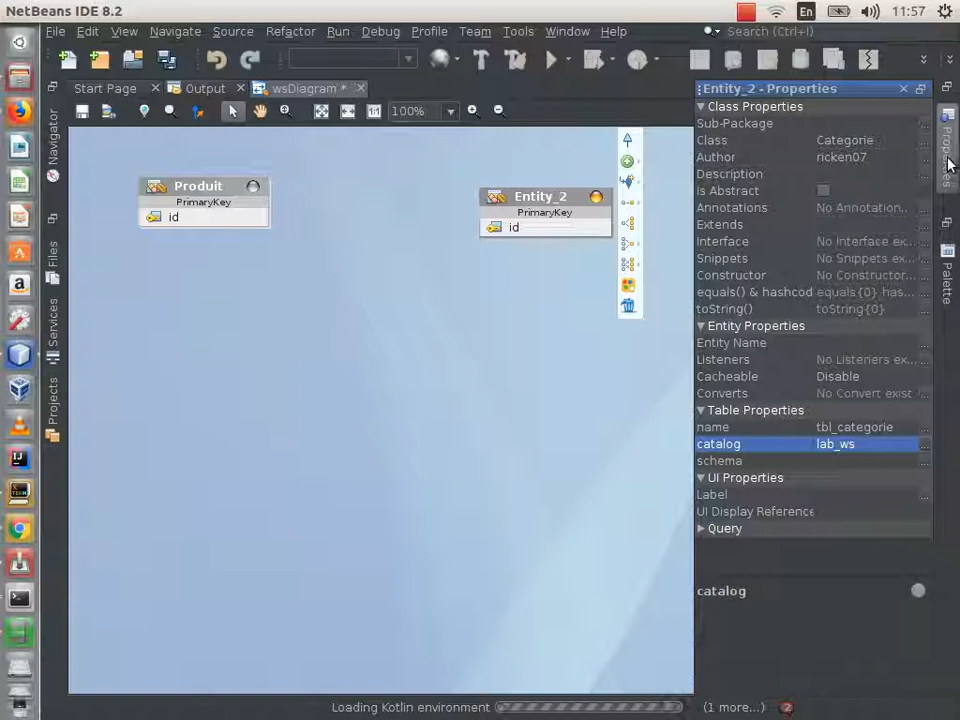 NetBeans IDE 8.2
En
11:57
File Edit View Navigate Source Refactor Run Debug Profile Team Tools Window Help
Search (Ctrl+I)
Start Page
Output
wsDiagram *
100%
Navigator
Files
Services
Projects
Produit
PrimaryKey
id
Entity_2
PrimaryKey
id
Entity_2 - Properties
Class Properties
Sub-Package
Class Categorie
Author ricken07
Description
Is Abstract
Annotations No Annotation..
Extends
Interface No Interface ex...
Snippets No Snippets ex...
Constructor No Constructor...
equals() & hashcod equals{0} has...
toString() toString{0}
Entity Properties
Entity Name
Listeners No Listeners ex...
Cacheable Disable
Converts No Convert exist
Table Properties
name tbl_categorie
catalog lab_ws
schema
UI Properties
Label
UI Display Reference
Query
catalog
Properties
Palette
Loading Kotlin environment
(1 more...)
2